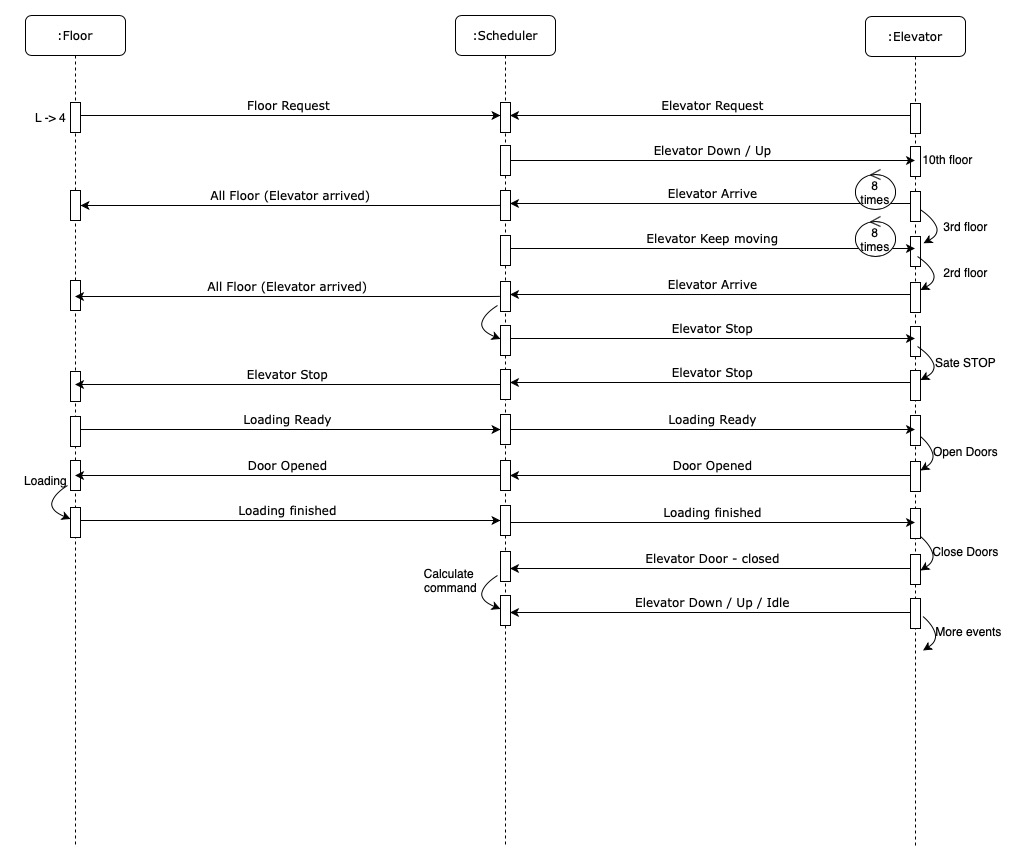 :Floor
:Scheduler
:Elevator
Floor Request
Elevator Request
L -> 4
Elevator Down / Up
10th floor
All Floor (Elevator arrived)
Elevator Arrive
8
times
3rd floor
Elevator Keep moving
8
times
2rd floor
All Floor (Elevator arrived)
Elevator Arrive
Elevator Stop
Sate STOP
Elevator Stop
Elevator Stop
Loading Ready
Loading Ready
Open Doors
Door Opened
Door Opened
Loading
Loading finished
Loading finished
Close Doors
Elevator Door - closed
Calculate
command
Elevator Down / Up / Idle
More events